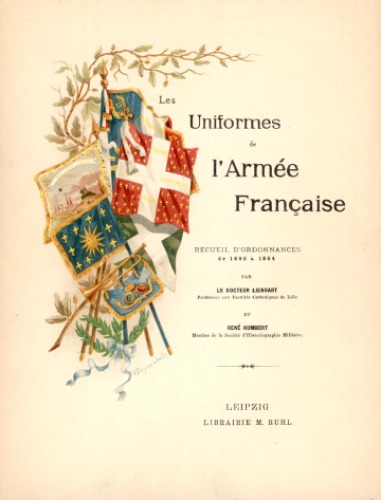 Les
Uniformes
de
l'Armée
Française
RECUEIL D'ORDONNANCES
de 1690 à 1894
PAR
LE DOCTEUR LIENHART
Professeur aux Facultés Catholiques de Lille
ET
RENÉ HUMBERT
Membre de la Société d'Historiographie Militaire.
LEIPZIG
LIBRAIRIE M. RUHL.